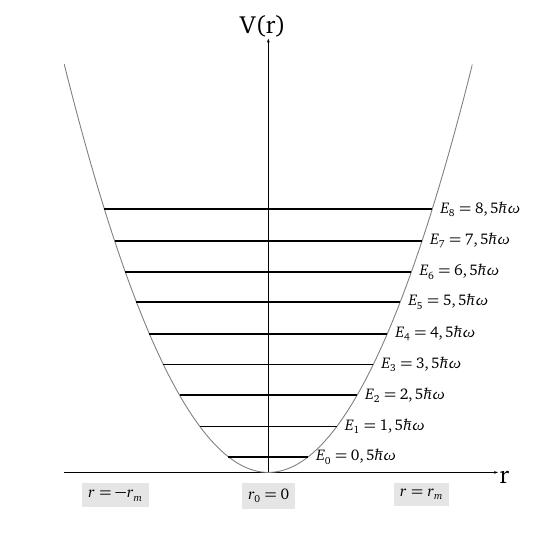 V(r)
E₈ = 8,5ℏω
E₇ = 7,5ℏω
E₆ = 6,5ℏω
E₅ = 5,5ℏω
E₄ = 4,5ℏω
E₃ = 3,5ℏω
E₂ = 2,5ℏω
E₁ = 1,5ℏω
E₀ = 0,5ℏω
r
r = −rₘ
r₀ = 0
r = rₘ